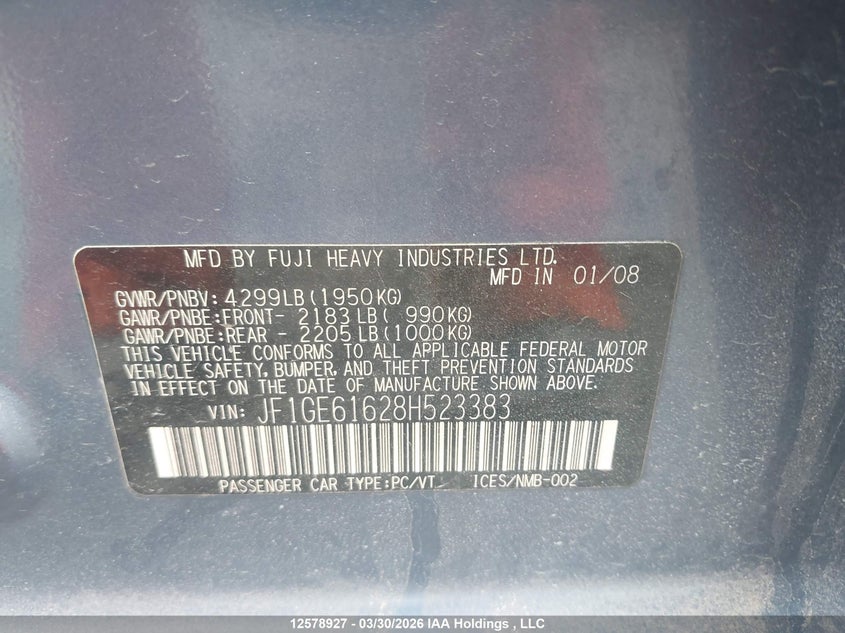 MFD BY FUJI HEAVY INDUSTRIES LTD.
MFD IN 01/08
GVWR/PNBV: 4299LB(1950KG)
GAWR/PNBE:FRONT- 2183LB( 990KG)
GAWR/PNBE:REAR - 2205LB(1000KG)
THIS VEHICLE CONFORMS TO ALL APPLICABLE FEDERAL MOTOR
VEHICLE SAFETY, BUMPER, AND THEFT PREVENTION STANDARDS
IN EFFECT ON THE DATE OF MANUFACTURE SHOWN ABOVE.
VIN: JF1GE61628H523383
PASSENGER CAR TYPE:PC/VT ICES/NMB-002
12578927 - 03/30/2026 IAA Holdings , LLC